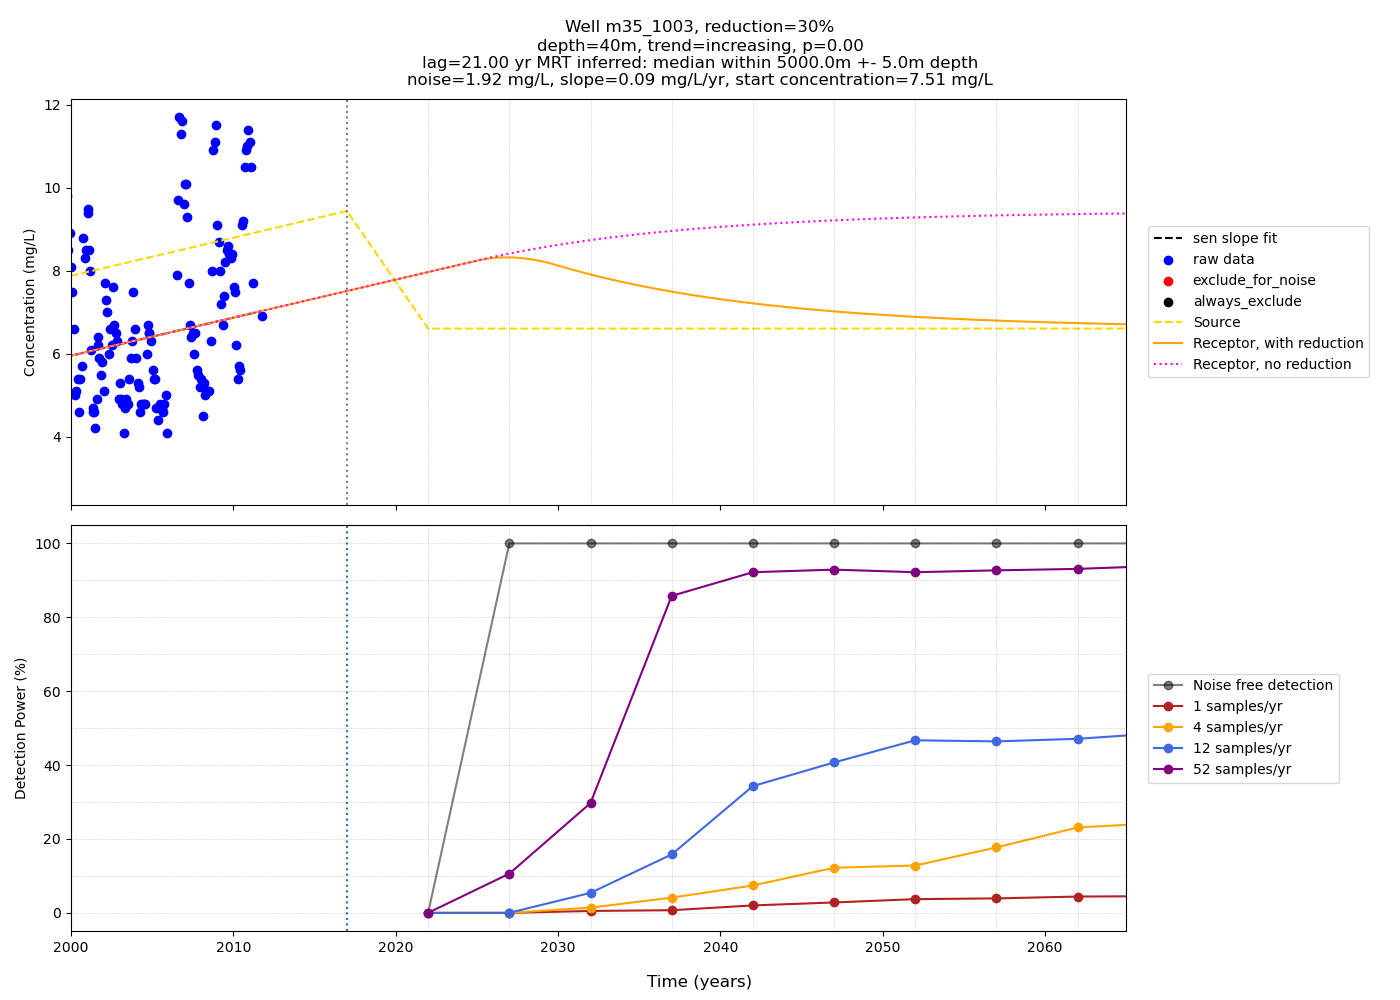 Well m35_1003, reduction=30%
depth=40m, trend=increasing, p=0.00
lag=21.00 yr MRT inferred: median within 5000.0m +- 5.0m depth
noise=1.92 mg/L, slope=0.09 mg/L/yr, start concentration=7.51 mg/L
12
10
8
6
4
Concentration (mg/L)
sen slope fit
raw data
exclude_for_noise
always_exclude
Source
Receptor, with reduction
Receptor, no reduction
100
80
60
40
20
0
Detection Power (%)
Noise free detection
1 samples/yr
4 samples/yr
12 samples/yr
52 samples/yr
2000 2010 2020 2030 2040 2050 2060
Time (years)